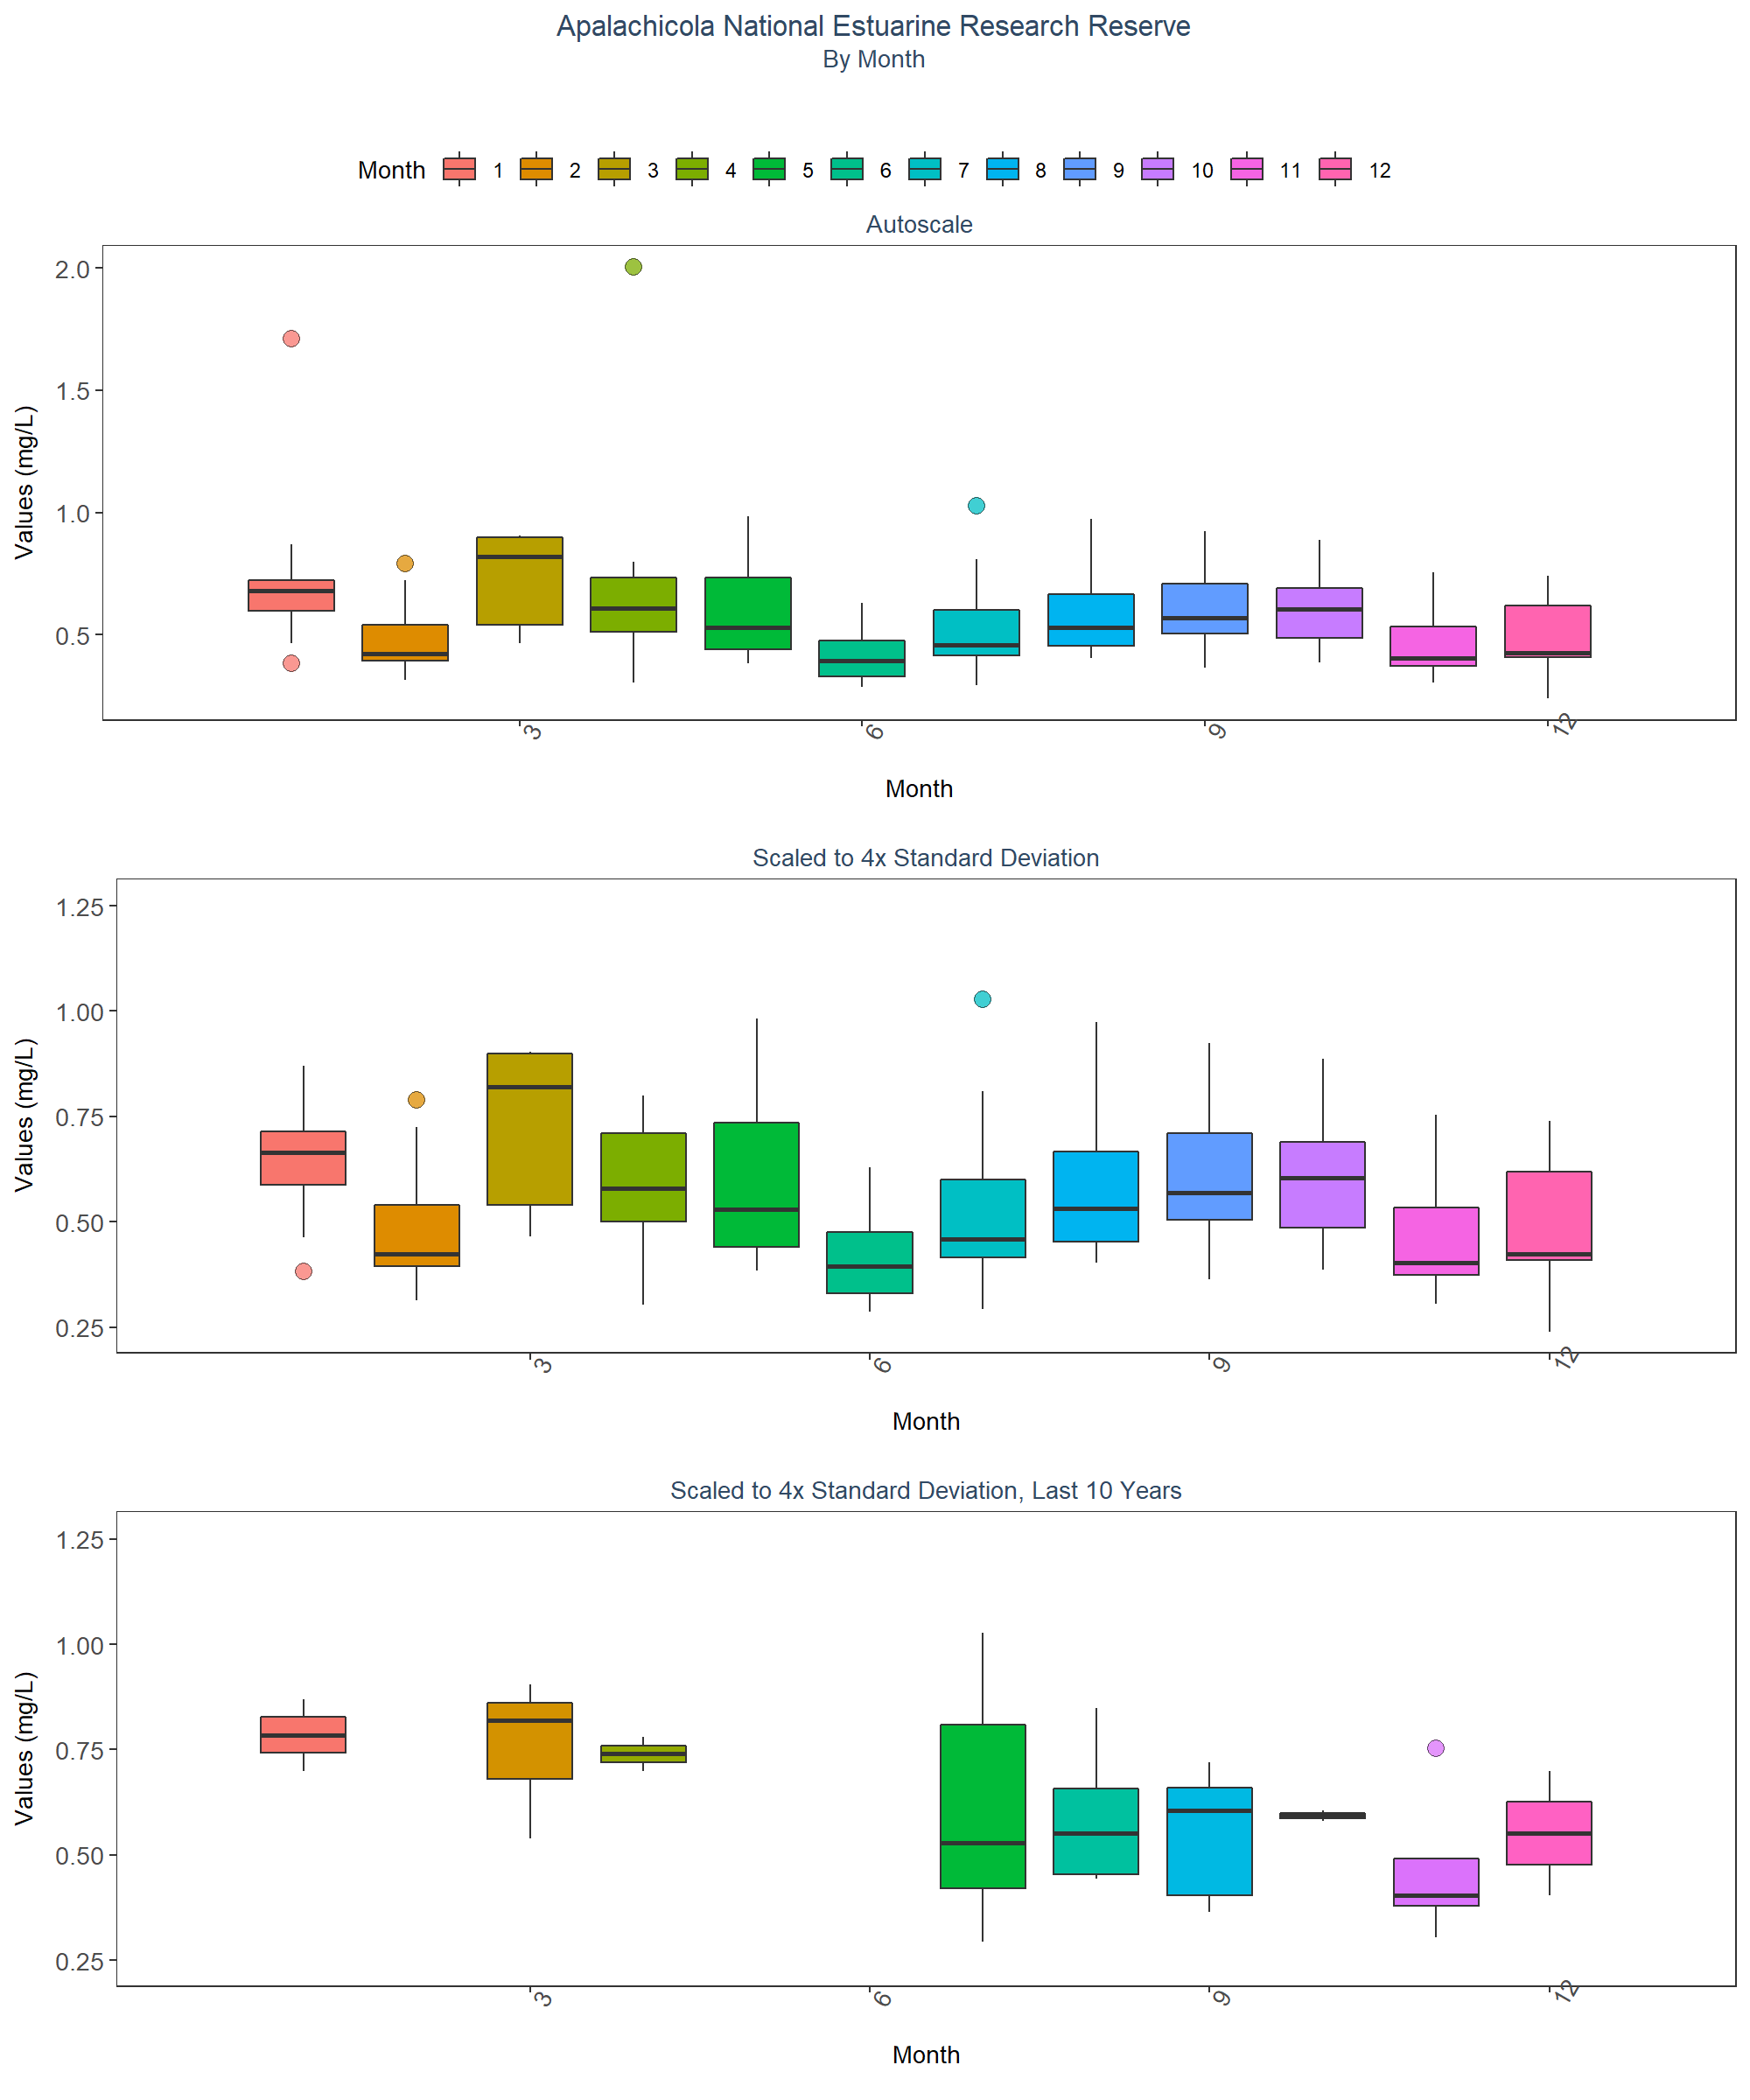 Apalachicola National Estuarine Research Reserve
By Month
Month 1 2 3 4 5 6 7 8 9 10 11 12
Autoscale
Values (mg/L)
2.0
1.5
1.0
0.5
3 6 9 12
Month
Scaled to 4x Standard Deviation
Values (mg/L)
1.25
1.00
0.75
0.50
0.25
3 6 9 12
Month
Scaled to 4x Standard Deviation, Last 10 Years
Values (mg/L)
1.25
1.00
0.75
0.50
0.25
3 6 9 12
Month